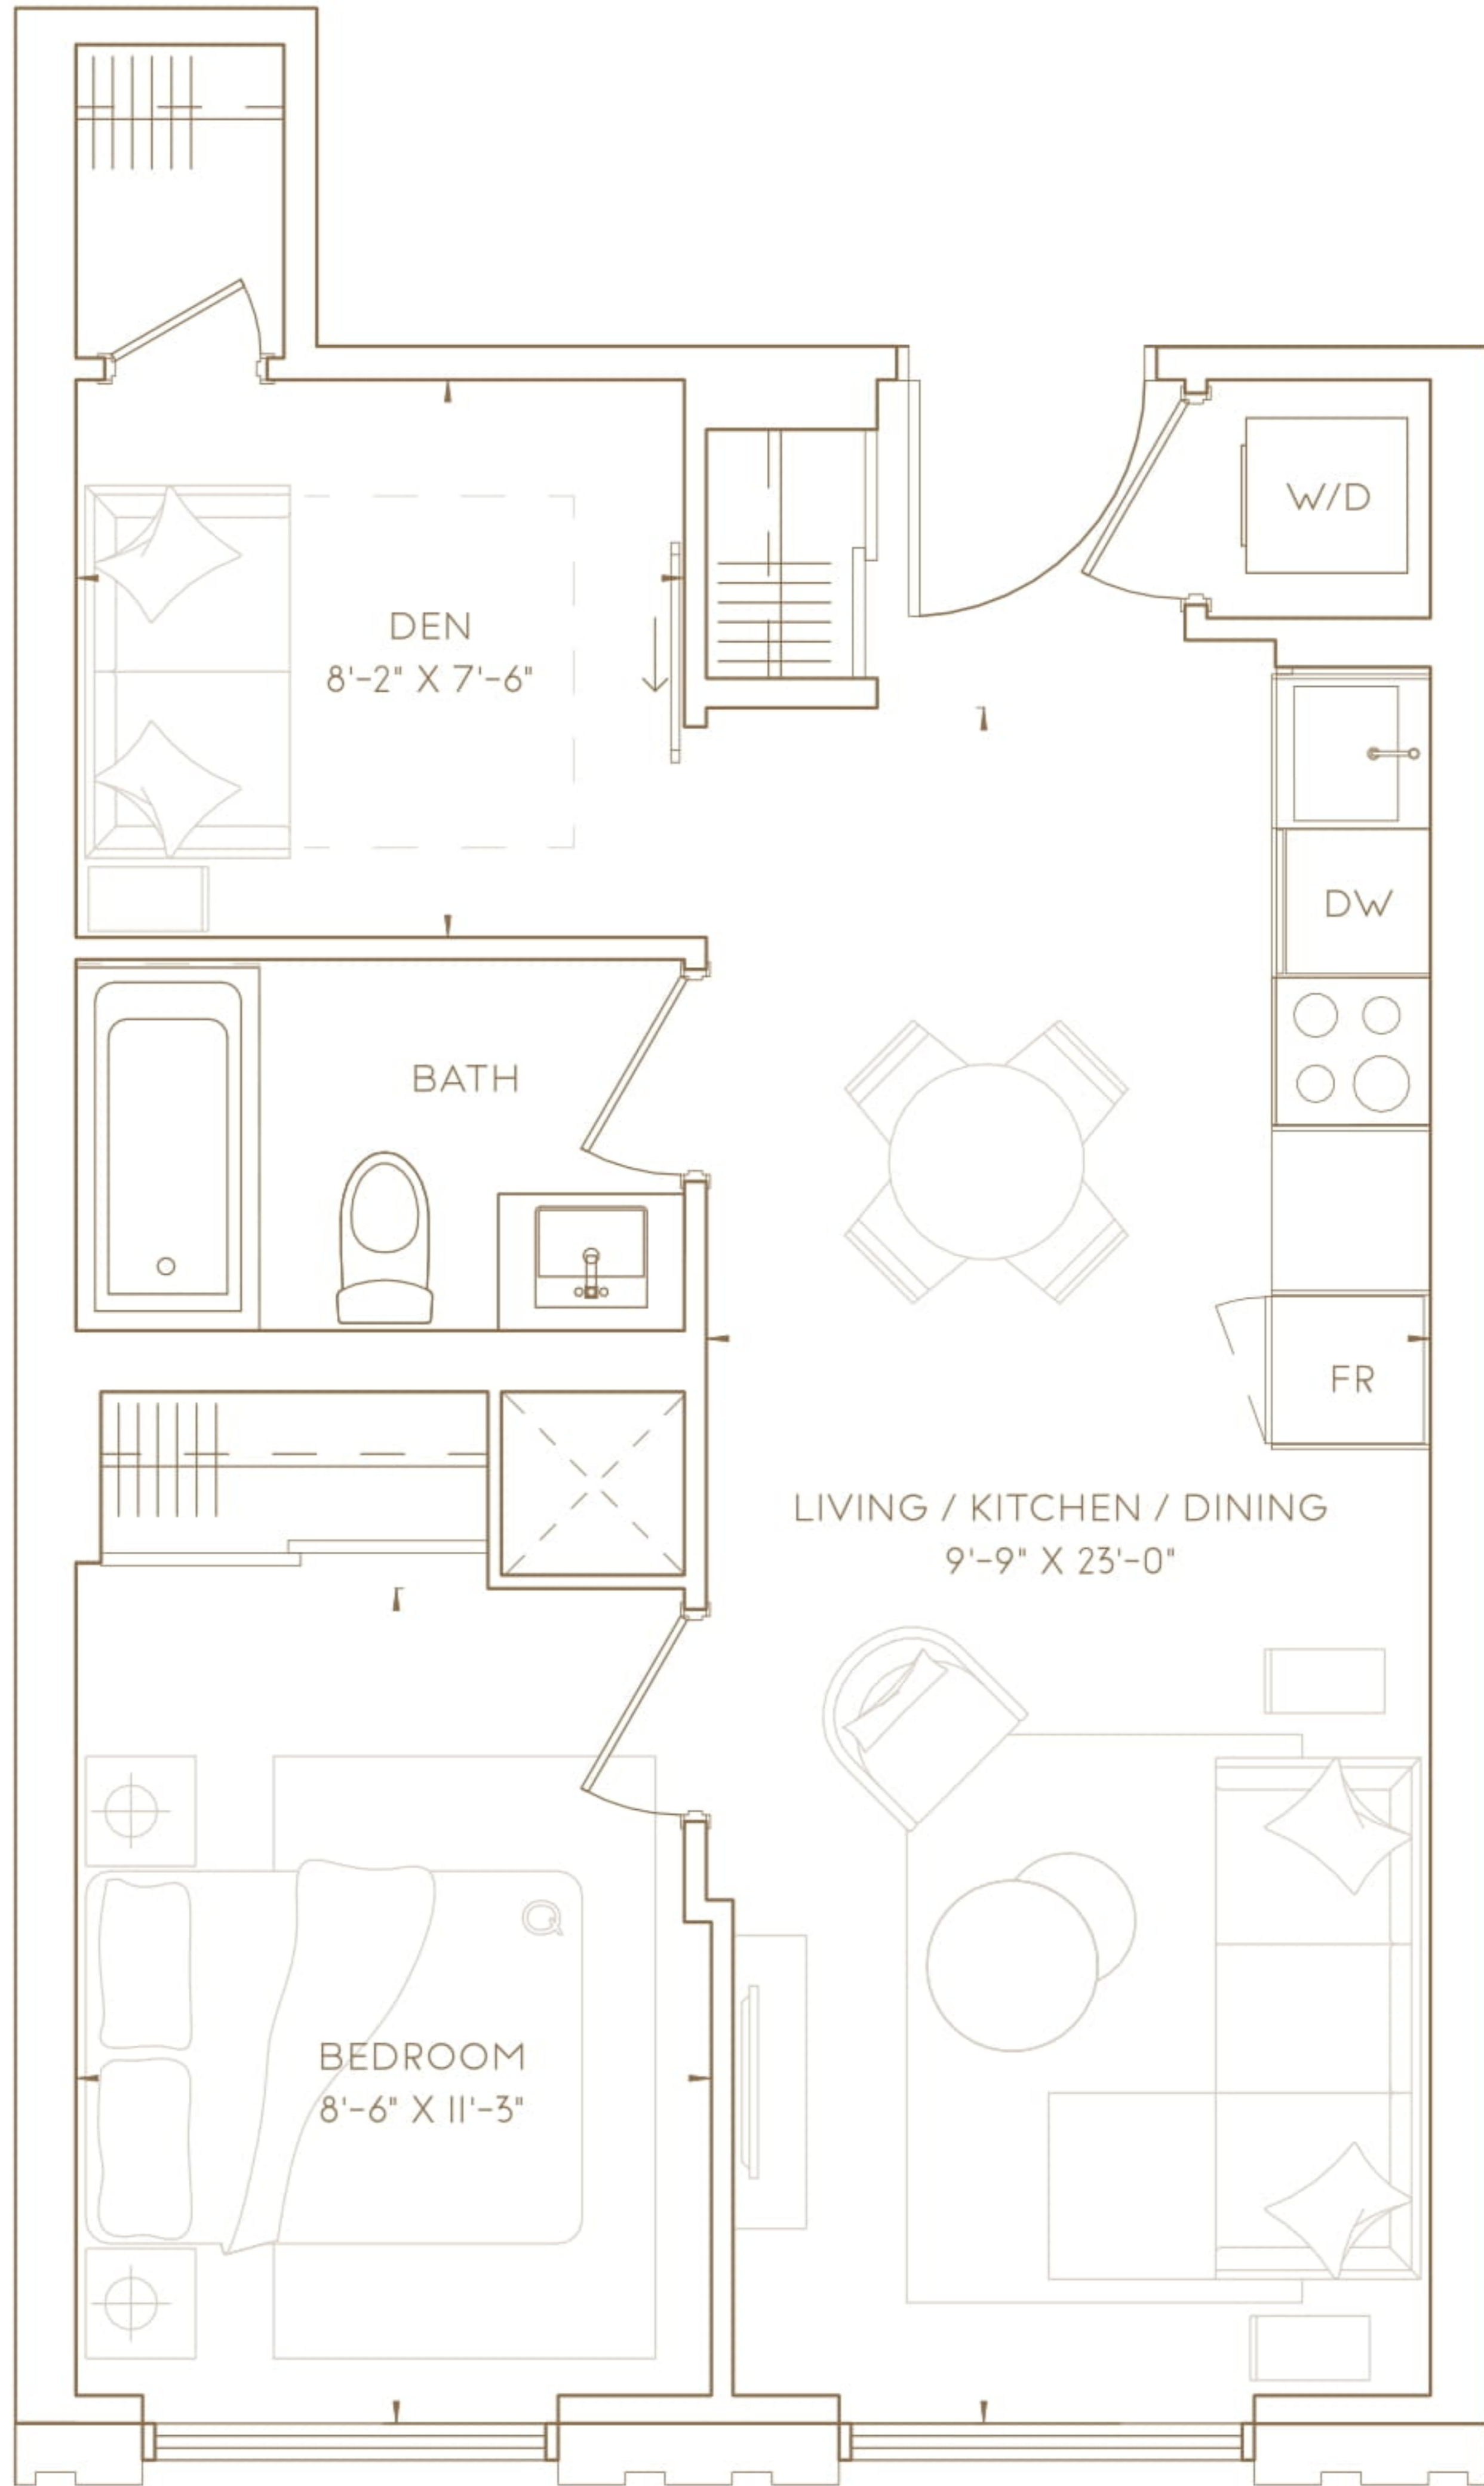 W/D
DEN
8'-2" X 7'-6"
DW
BATH
FR
LIVING / KITCHEN / DINING
9'-9" X 23'-0"
Q
BEDROOM
8'-6" X 11'-3"